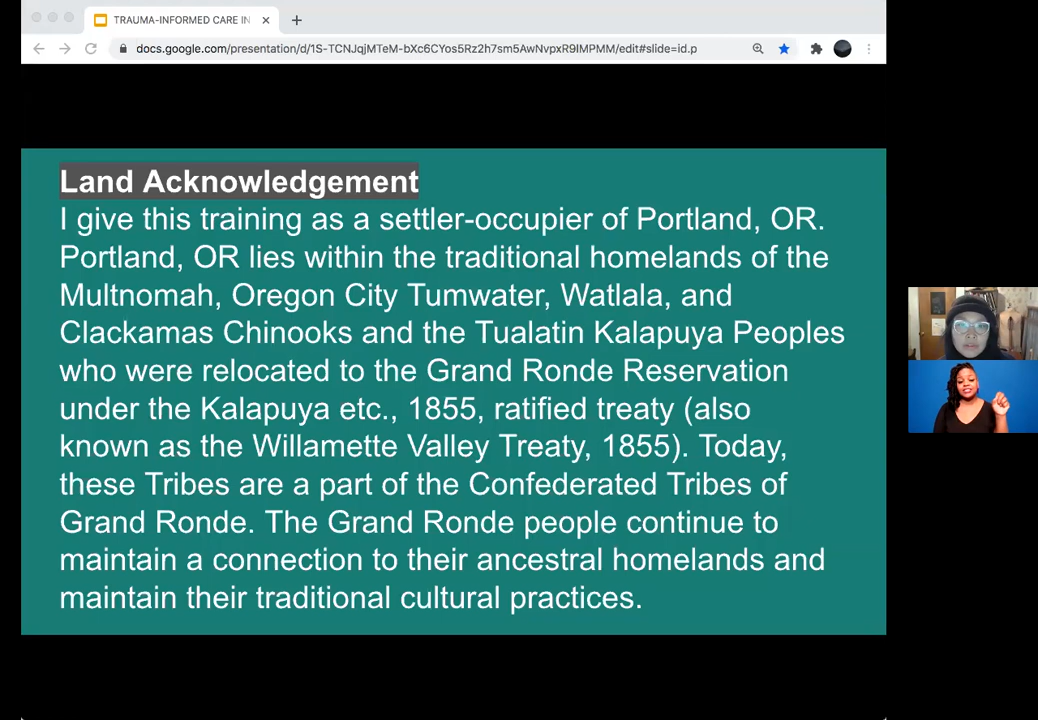 TRAUMA-INFORMED CARE IN
docs.google.com/presentation/d/1S-TCNJqjMTeM-bXc6CYos5Rz2h7sm5AwNvpxR9IMPMM/edit#slide=id.p
Land Acknowledgement
I give this training as a settler-occupier of Portland, OR.
Portland, OR lies within the traditional homelands of the
Multnomah, Oregon City Tumwater, Watlala, and
Clackamas Chinooks and the Tualatin Kalapuya Peoples
who were relocated to the Grand Ronde Reservation
under the Kalapuya etc., 1855, ratified treaty (also
known as the Willamette Valley Treaty, 1855). Today,
these Tribes are a part of the Confederated Tribes of
Grand Ronde. The Grand Ronde people continue to
maintain a connection to their ancestral homelands and
maintain their traditional cultural practices.